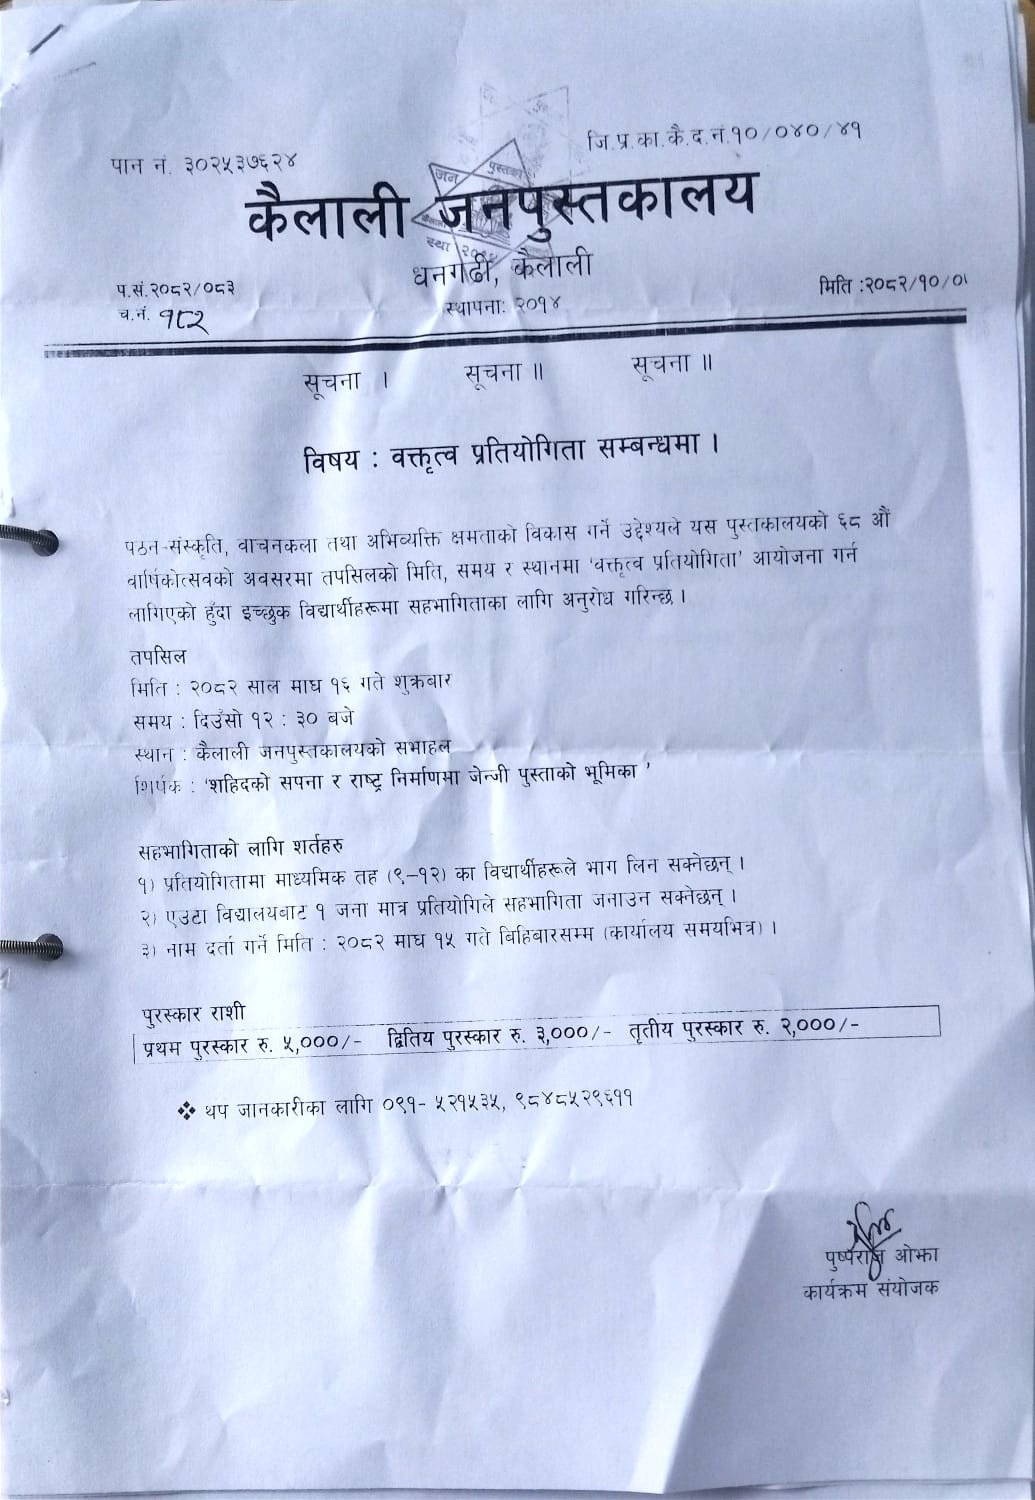 पान नं. ३०२५३७६२४
जि.प्र.का.कै.द.नं.१०/०४०/४१
कैलाली जनपुस्तकालय
धनगढी, कैलाली
स्थापना: २०१४
प.सं.२०८२/०८३
च.नं. १८२
मिति :२०८२/१०/०
सूचना । सूचना ॥ सूचना ॥
विषय : वक्तृत्व प्रतियोगिता सम्बन्धमा ।
पठन-संस्कृति, वाचनकला तथा अभिव्यक्ति क्षमताको विकास गर्ने उद्देश्यले यस पुस्तकालयको ६८ औं
वार्षिकोत्सवको अवसरमा तपसिलको मिति, समय र स्थानमा 'वक्तृत्व प्रतियोगिता' आयोजना गर्न
लागिएको हुँदा इच्छुक विद्यार्थीहरूमा सहभागिताका लागि अनुरोध गरिन्छ ।
तपसिल
मिति : २०८२ साल माघ १६ गते शुक्रबार
समय : दिउँसो १२ : ३० बजे
स्थान : कैलाली जनपुस्तकालयको सभाहल
शिर्षक : 'शहिदको सपना र राष्ट्र निर्माणमा जेन्जी पुस्ताको भूमिका '
सहभागिताको लागि शर्तहरु
१) प्रतियोगितामा माध्यमिक तह (९-१२) का विद्यार्थीहरूले भाग लिन सक्नेछन् ।
२) एउटा विद्यालयबाट १ जना मात्र प्रतियोगिले सहभागिता जनाउन सक्नेछन् ।
३) नाम दर्ता गर्ने मिति : २०८२ माघ १५ गते बिहिबारसम्म (कार्यालय समयभित्र) ।
पुरस्कार राशी
प्रथम पुरस्कार रु. ५,०००/- द्वितिय पुरस्कार रु. ३,०००/- तृतीय पुरस्कार रु. २,०००/-
❖ थप जानकारीका लागि ०९१- ५२१५३५, ९८४८५२९६११
पुष्पराज ओझा
कार्यक्रम संयोजक